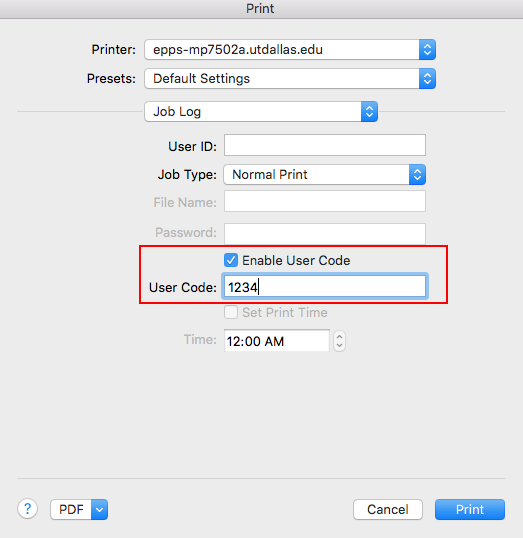 Print
Printer: epps-mp7502a.utdallas.edu
Presets: Default Settings
Job Log
User ID:
Job Type: Normal Print
File Name:
Password:
Enable User Code
User Code: 1234
Set Print Time
Time: 12:00 AM
? PDF Cancel Print